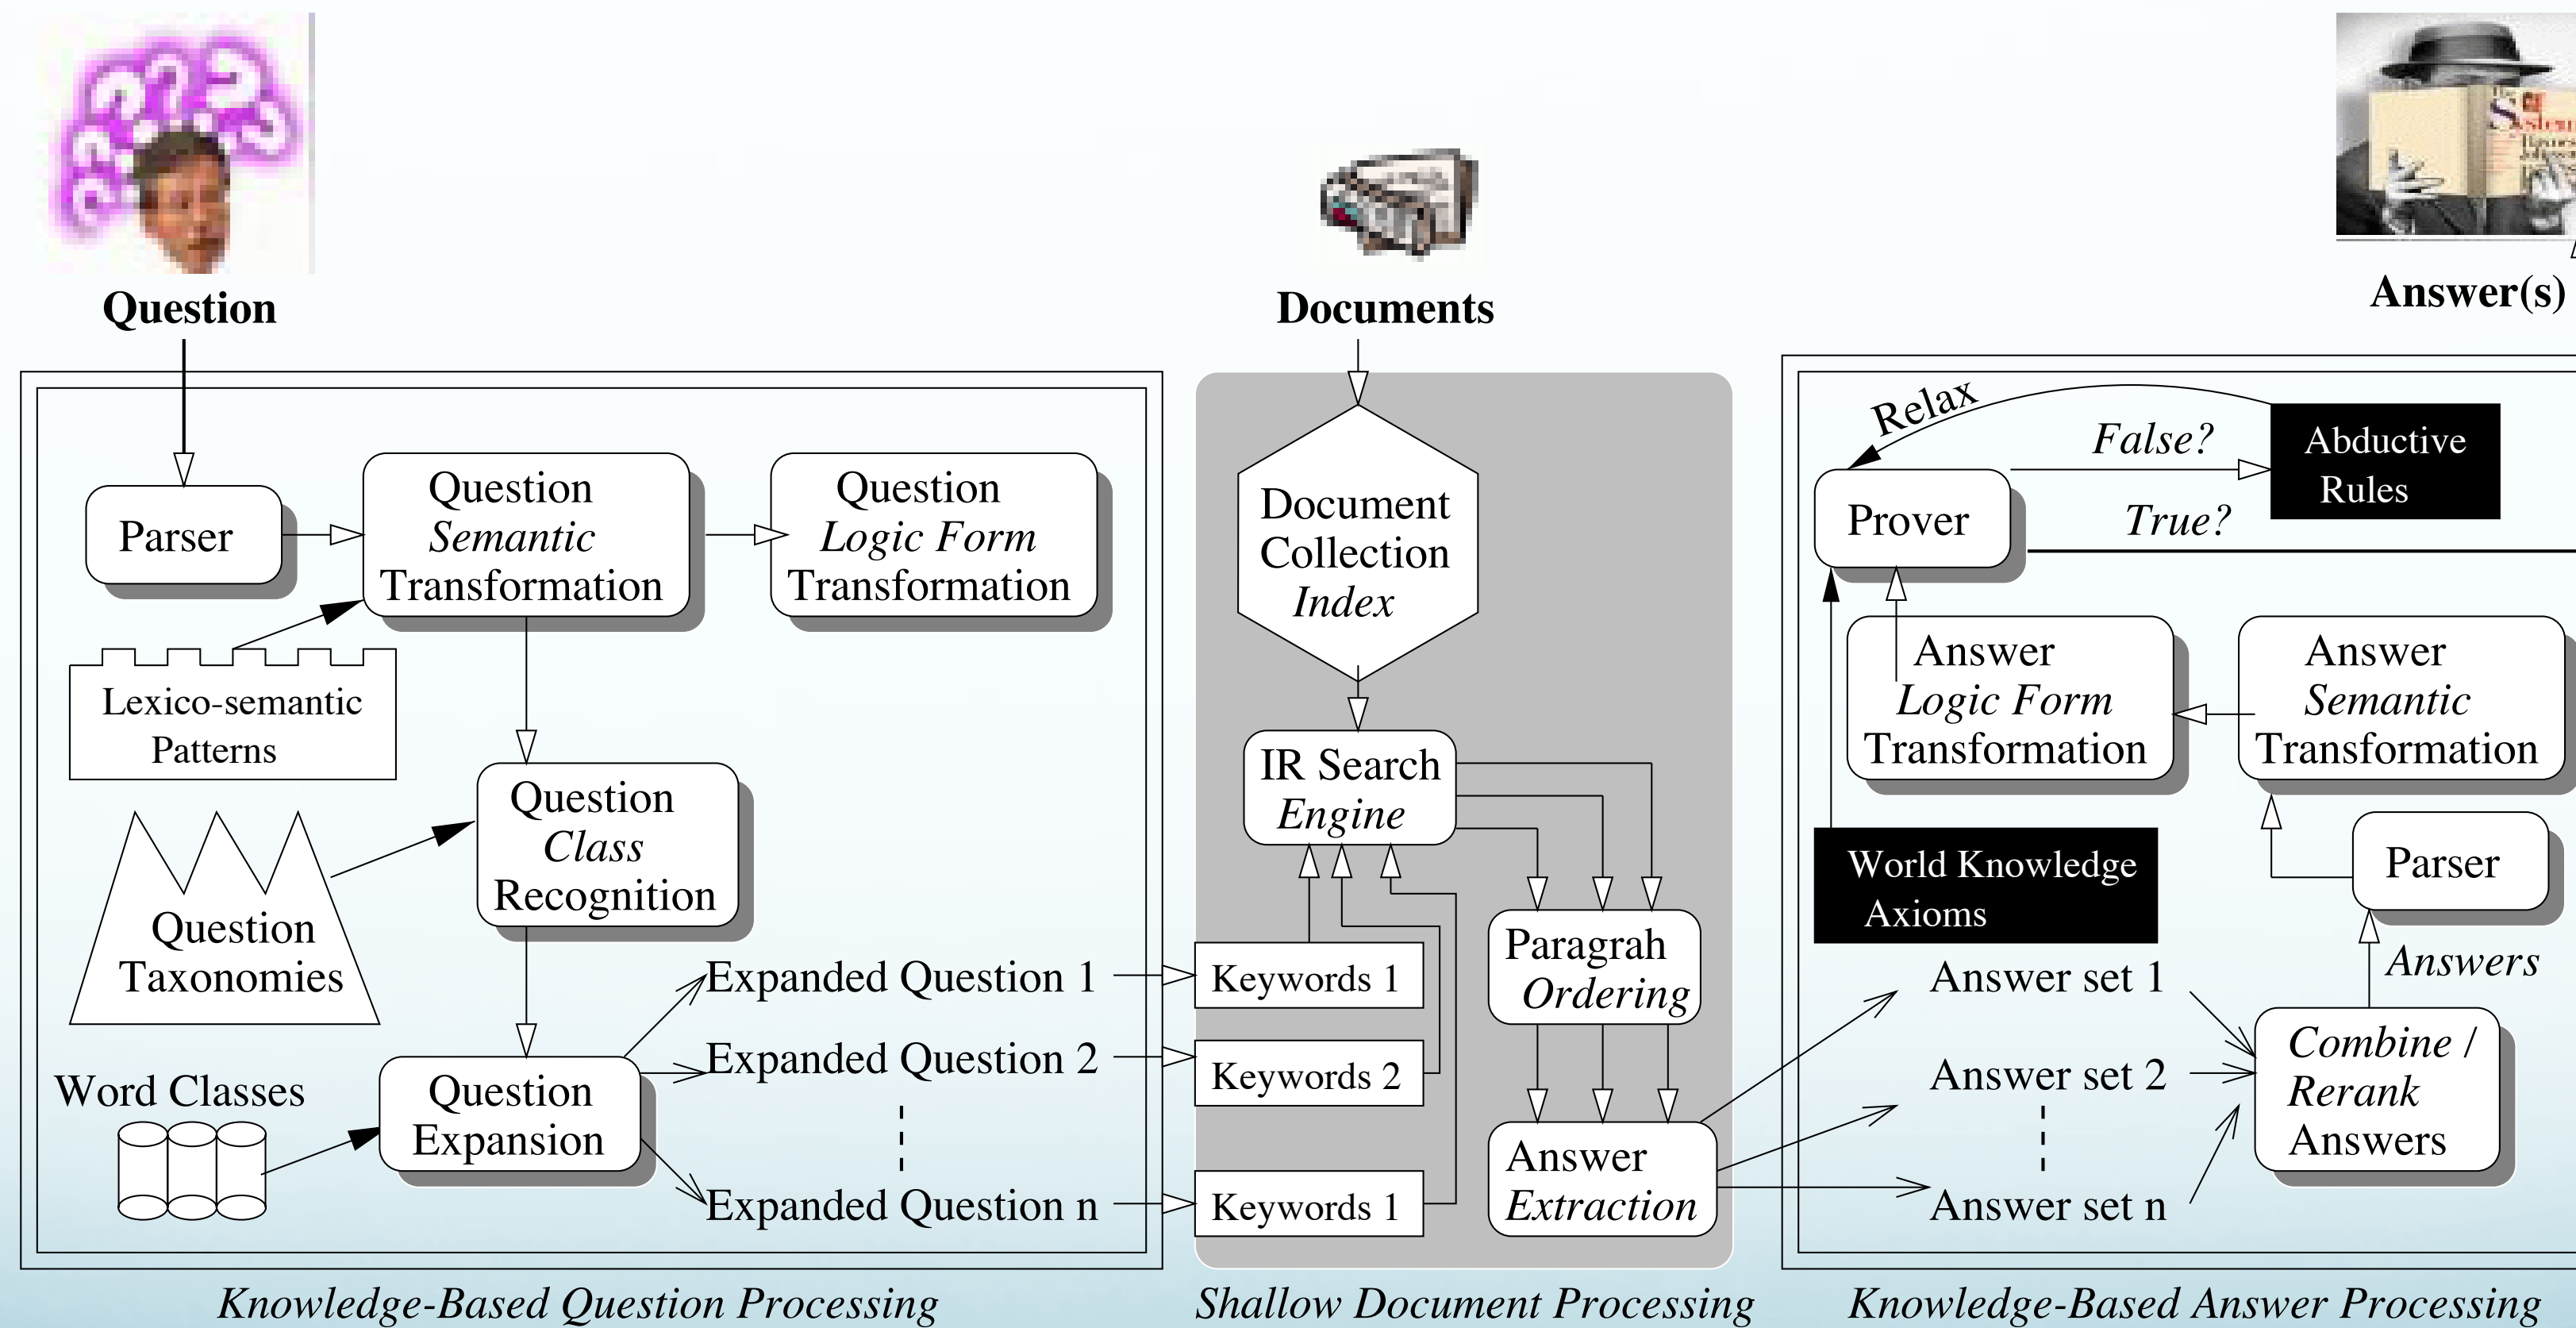 Question
Documents
Answer(s)
Parser
Question
Semantic
Transformation
Question
Logic Form
Transformation
Lexico-semantic
Patterns
Question
Class
Recognition
Question
Taxonomies
Word Classes
Question
Expansion
Expanded Question 1
Expanded Question 2
Expanded Question n
Knowledge-Based Question Processing
Document
Collection
Index
IR Search
Engine
Keywords 1
Keywords 2
Keywords 1
Paragrah
Ordering
Answer
Extraction
Shallow Document Processing
Relax
False?
True?
Abductive
Rules
Prover
Answer
Logic Form
Transformation
Answer
Semantic
Transformation
World Knowledge
Axioms
Parser
Answers
Answer set 1
Answer set 2
Answer set n
Combine /
Rerank
Answers
Knowledge-Based Answer Processing